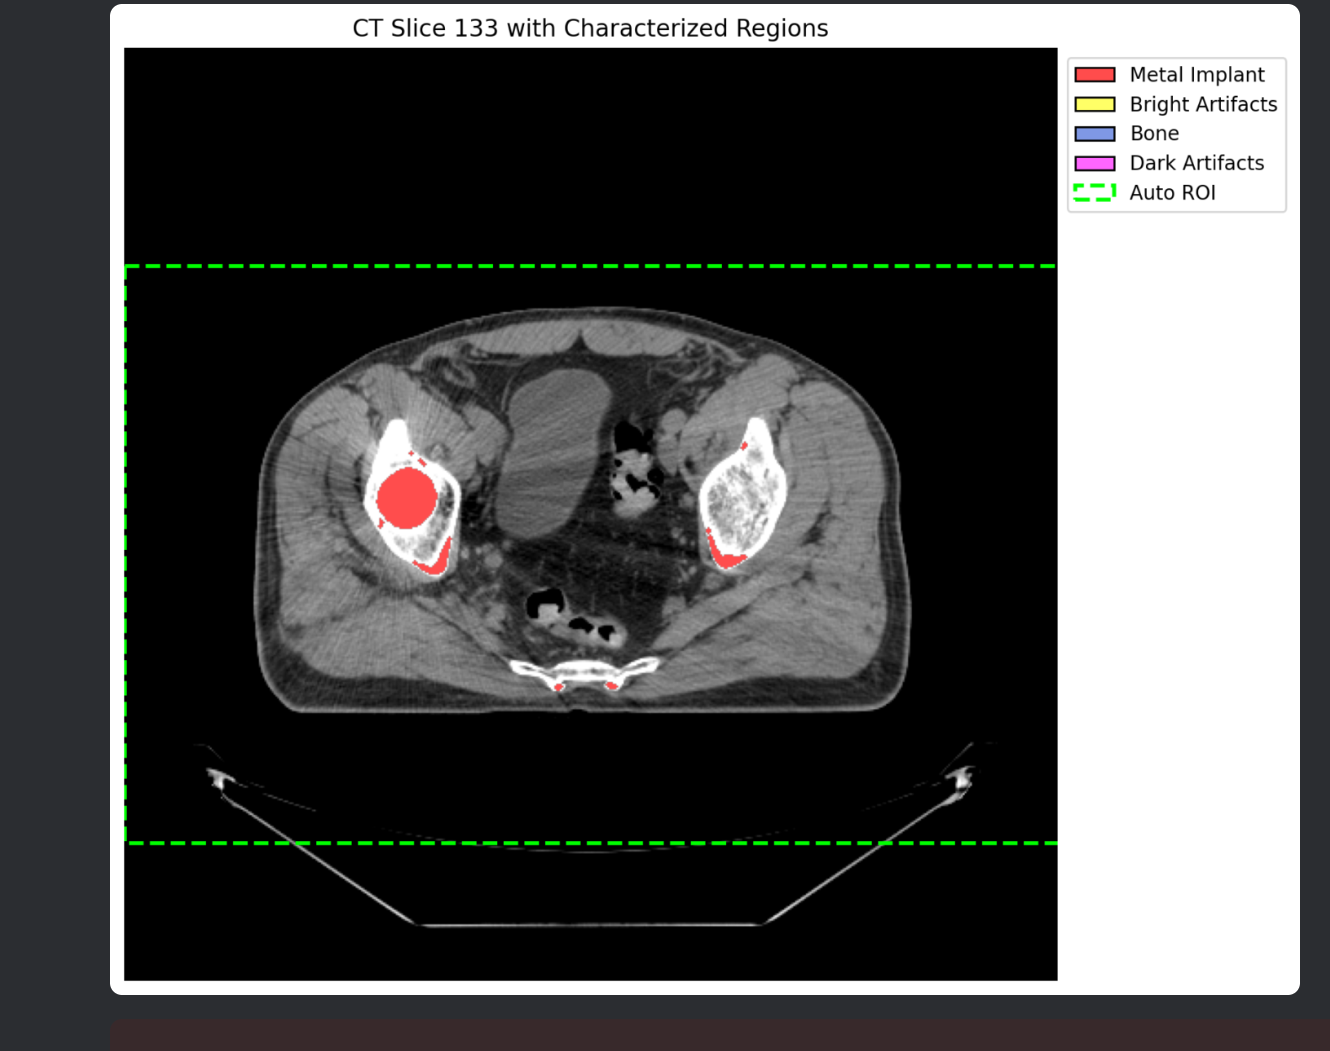 CT Slice 133 with Characterized Regions
Metal Implant
Bright Artifacts
Bone
Dark Artifacts
Auto ROI